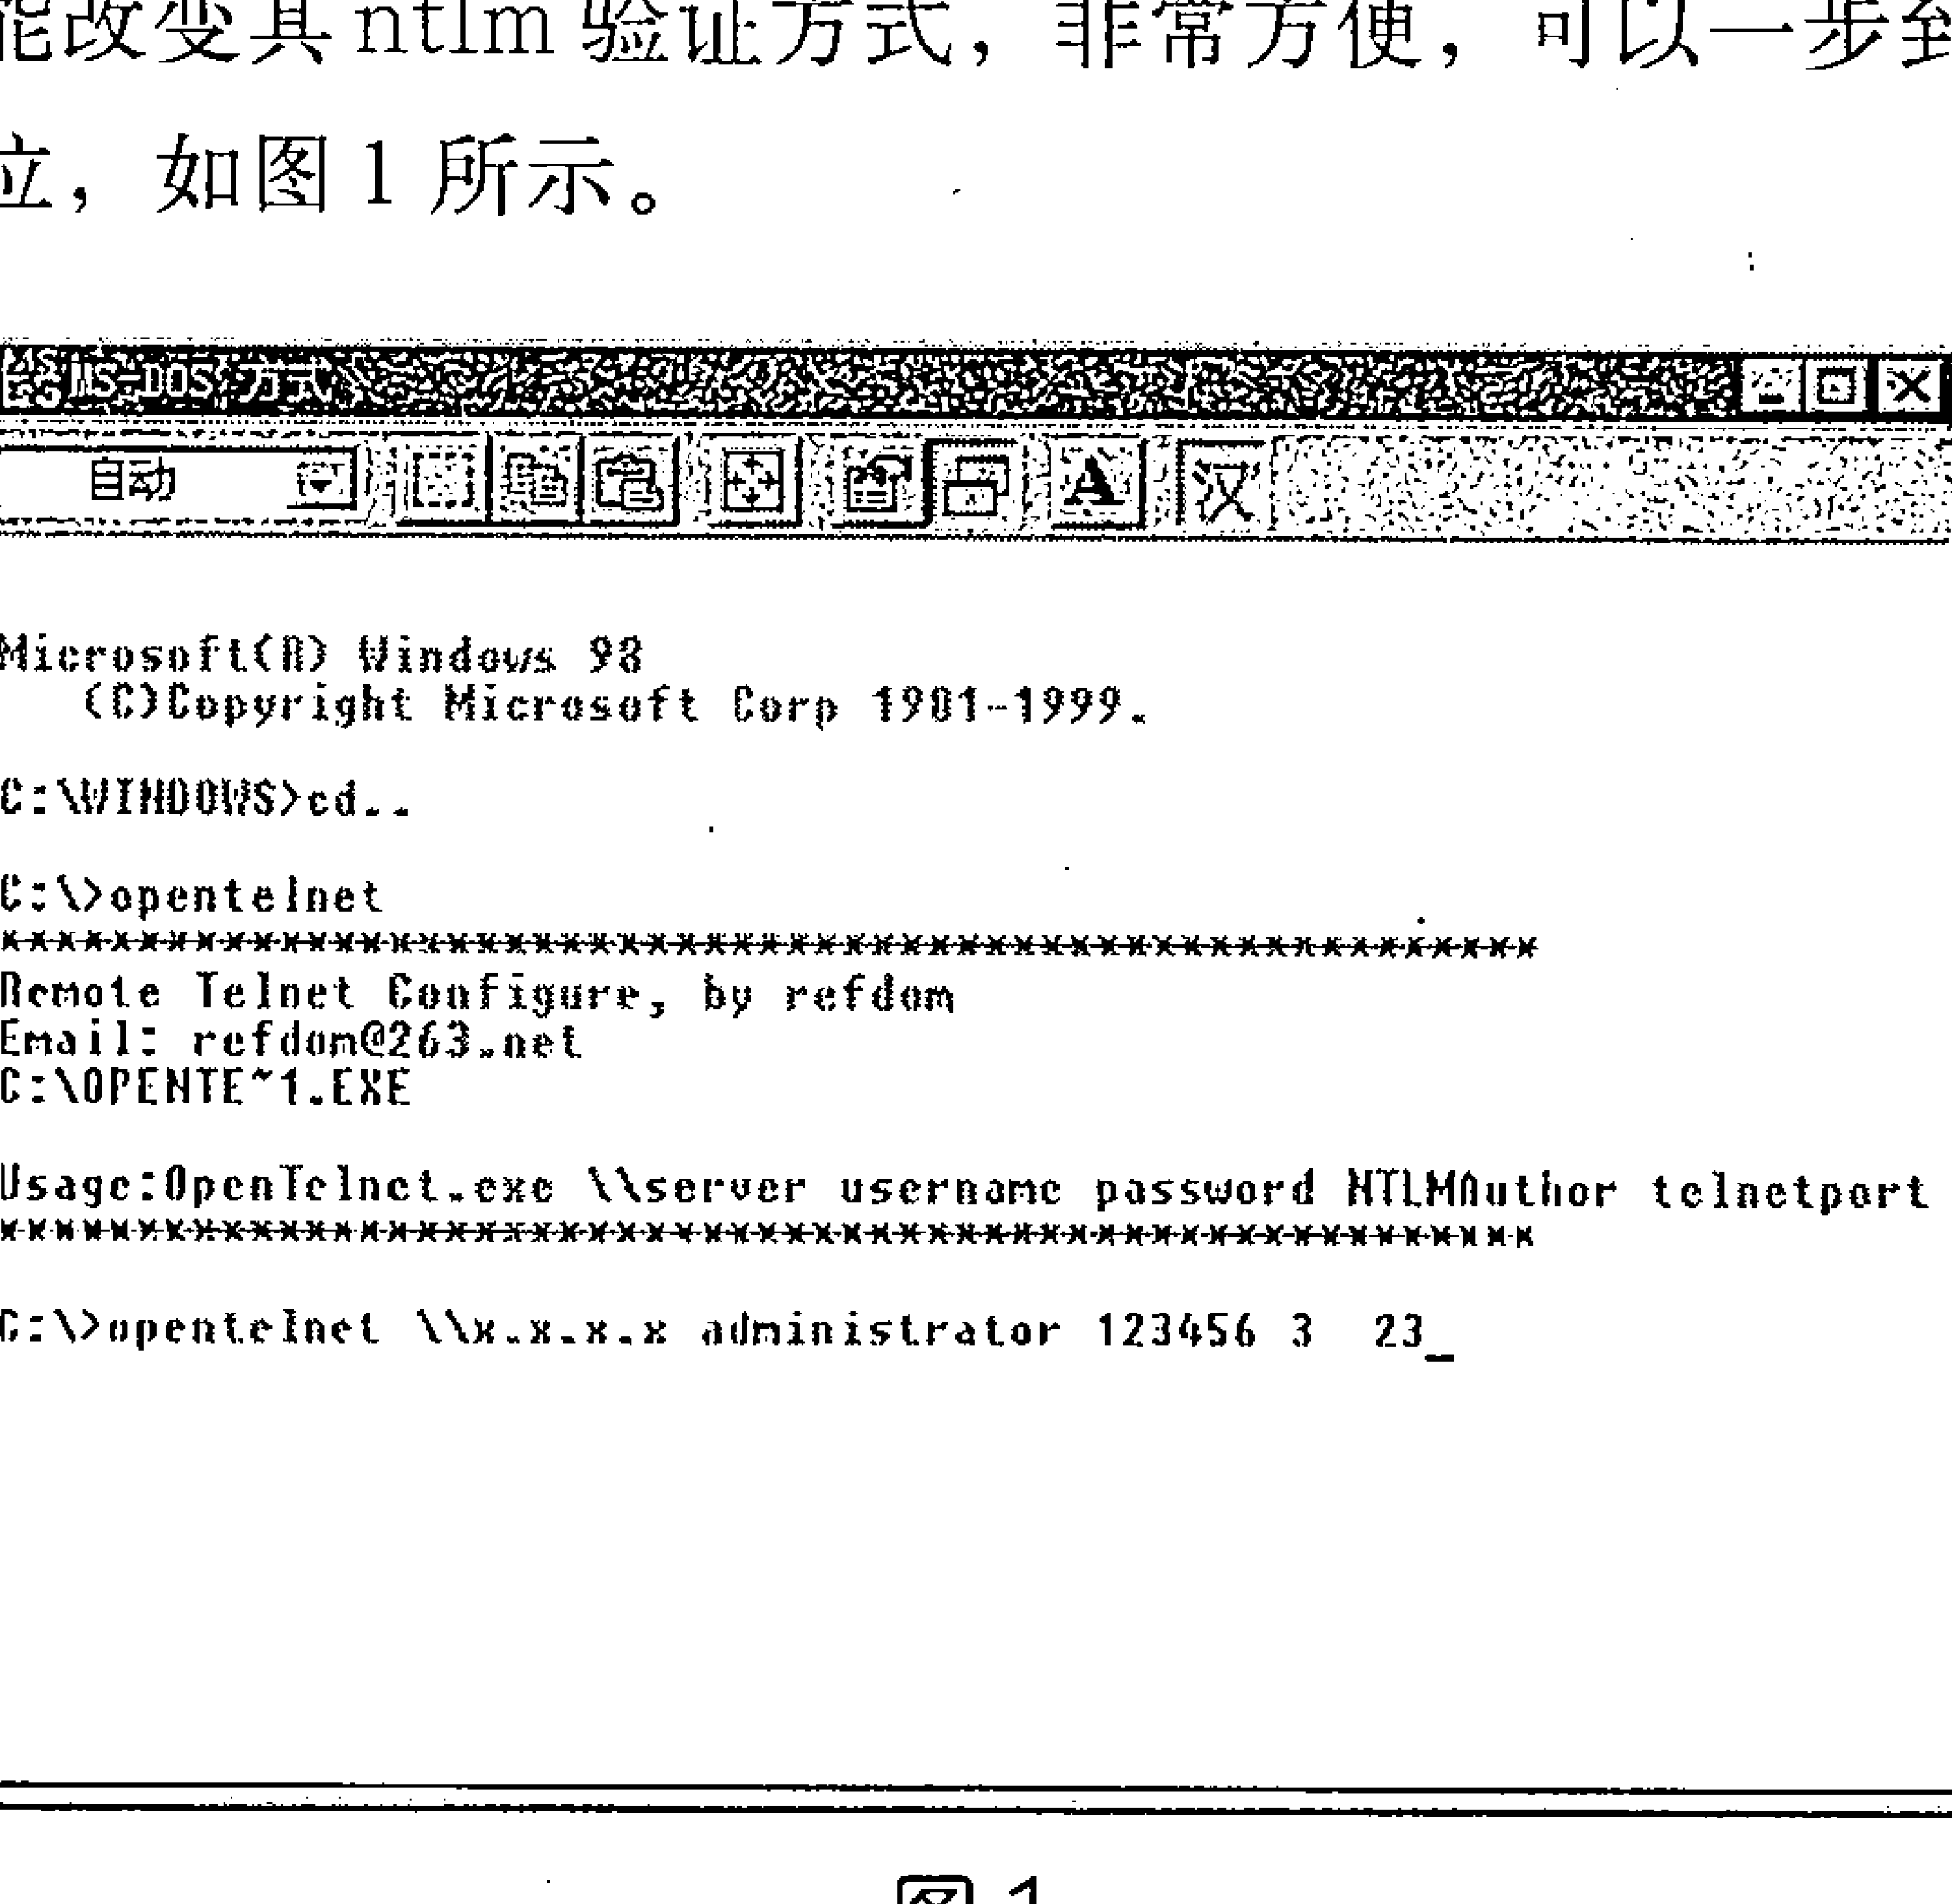 能改变其 ntlm 验证方式，非常方便，可以一步到
位，如图 1 所示。
MS-DOS 方式
自动
A 汉
Microsoft(R) Windows 98
(C)Copyright Microsoft Corp 1981-1999.
C:\WINDOWS>cd..
C:\>opentelnet
*******************************************************
Remote Telnet Configure, by refdom
Email: refdom@263.net
C:\OPENTE~1.EXE
Usage:OpenTelnet.exe \\server username password NTLMAuthor telnetport
*******************************************************
C:\>opentelnet \\x.x.x.x administrator 123456 3  23_
图 1